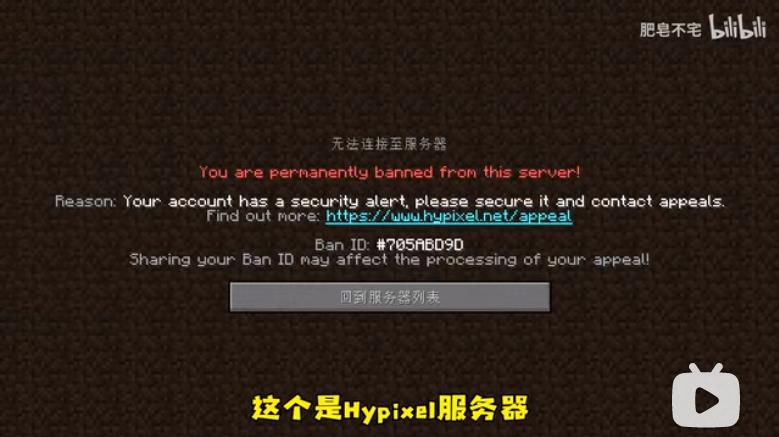 肥皂不宅 bilibili
无法连接至服务器
You are permanently banned from this server!
Reason: Your account has a security alert, please secure it and contact appeals.
Find out more: https://www.hypixel.net/appeal
Ban ID: #705ABD9D
Sharing your Ban ID may affect the processing of your appeal!
回到服务器列表
这个是Hypixel服务器